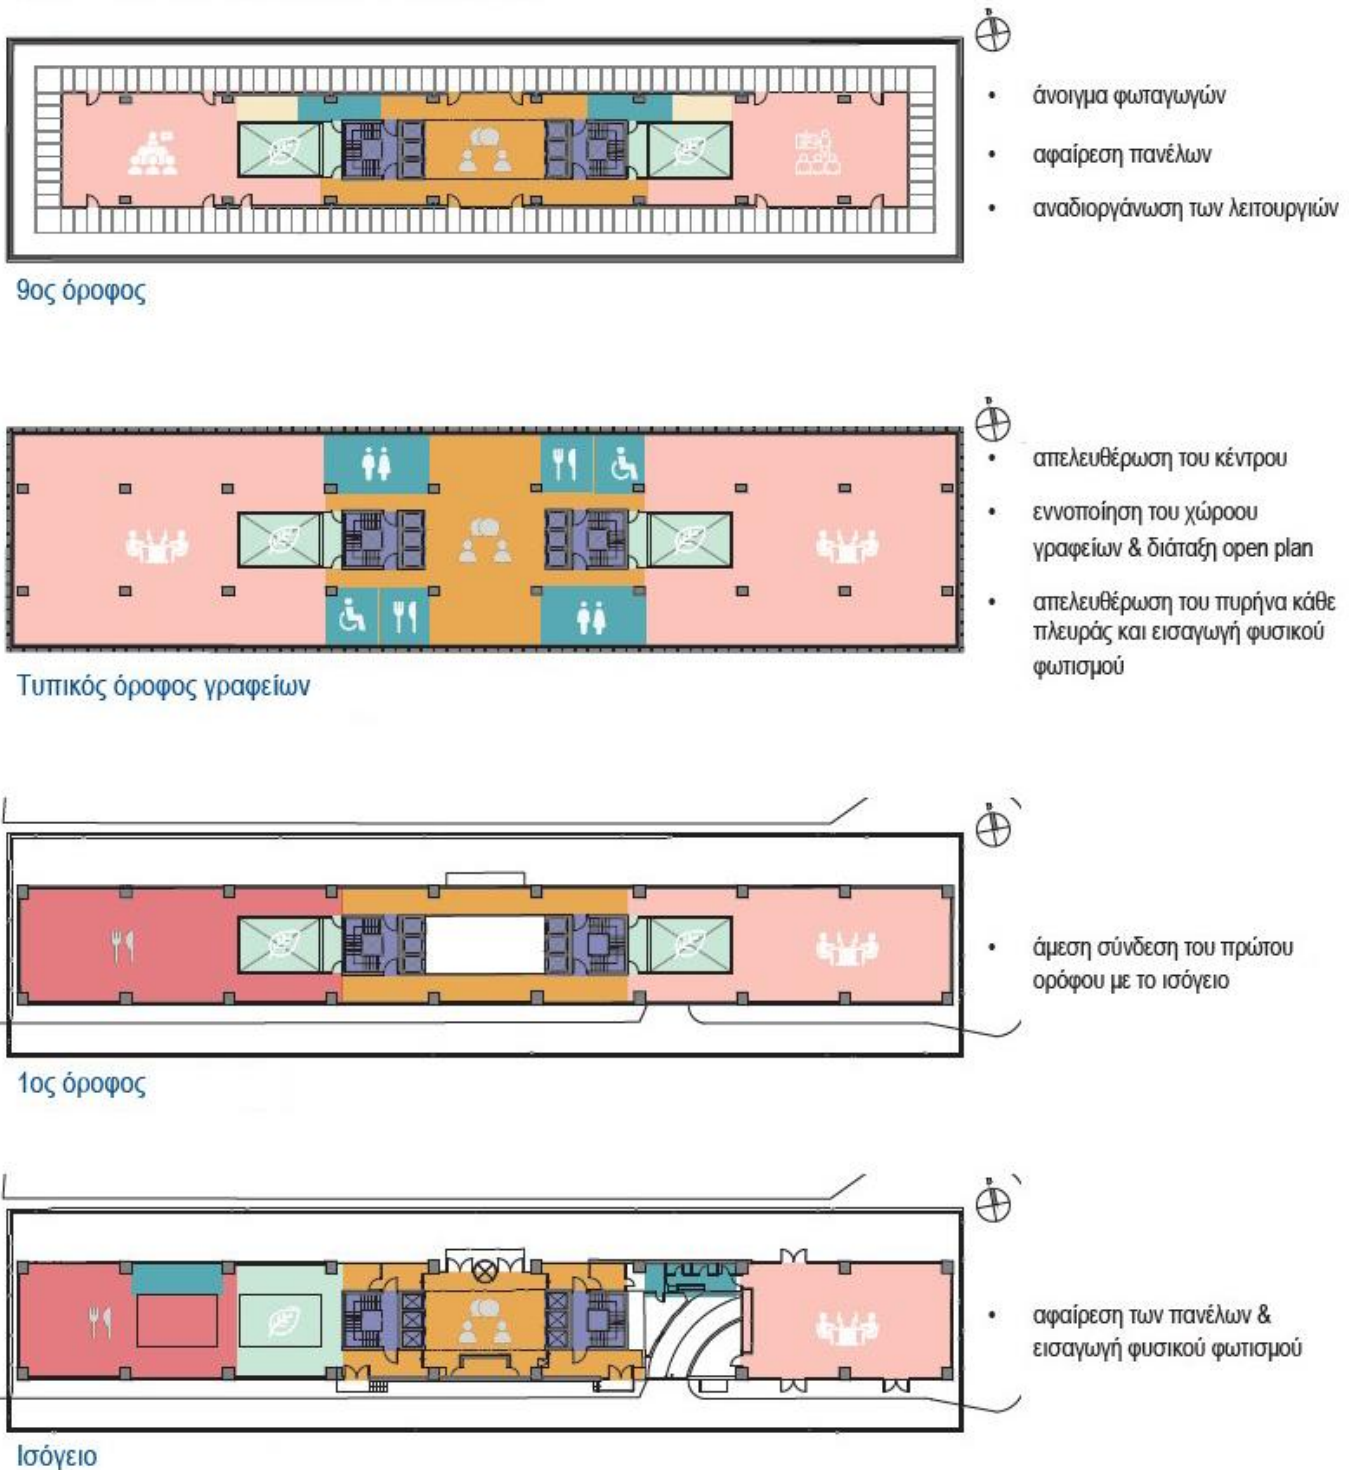 • άνοιγμα φωταγωγών
• αφαίρεση πανέλων
• αναδιοργάνωση των λειτουργιών
9ος όροφος
• απελευθέρωση του κέντρου
• εννοποίηση του χώροου
γραφείων & διάταξη open plan
• απελευθέρωση του πυρήνα κάθε
πλευράς και εισαγωγή φυσικού
φωτισμού
Τυπικός όροφος γραφείων
• άμεση σύνδεση του πρώτου
ορόφου με το ισόγειο
1ος όροφος
• αφαίρεση των πανέλων &
εισαγωγή φυσικού φωτισμού
Ισόγειο